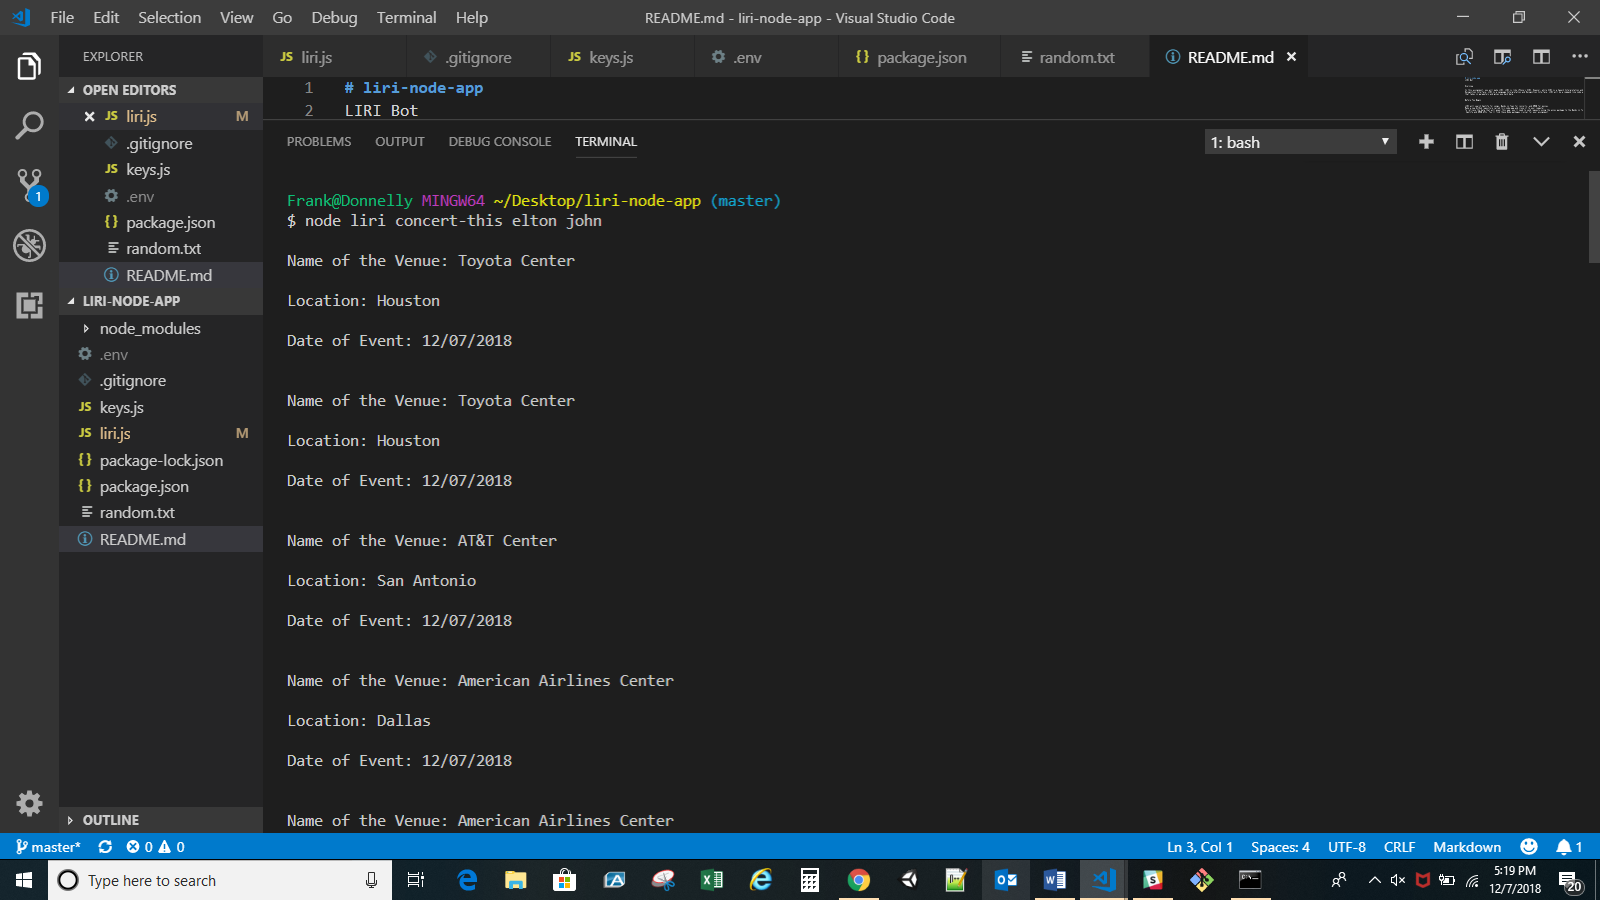 File Edit Selection View Go Debug Terminal Help
README.md - liri-node-app - Visual Studio Code
EXPLORER
JS liri.js
.gitignore
JS keys.js
.env
{} package.json
random.txt
README.md
OPEN EDITORS
JS liri.js M
.gitignore
JS keys.js
.env
{} package.json
random.txt
README.md
LIRI-NODE-APP
node_modules
.env
.gitignore
JS keys.js
JS liri.js M
{} package-lock.json
{} package.json
random.txt
README.md
OUTLINE
1 # liri-node-app
2 LIRI Bot
PROBLEMS OUTPUT DEBUG CONSOLE TERMINAL
1: bash
Frank@Donnelly MINGW64 ~/Desktop/liri-node-app (master)
$ node liri concert-this elton john
Name of the Venue: Toyota Center
Location: Houston
Date of Event: 12/07/2018
Name of the Venue: Toyota Center
Location: Houston
Date of Event: 12/07/2018
Name of the Venue: AT&T Center
Location: San Antonio
Date of Event: 12/07/2018
Name of the Venue: American Airlines Center
Location: Dallas
Date of Event: 12/07/2018
Name of the Venue: American Airlines Center
1
master* 0 0
Ln 3, Col 1 Spaces: 4 UTF-8 CRLF Markdown 1
Type here to search
5:19 PM
12/7/2018
20